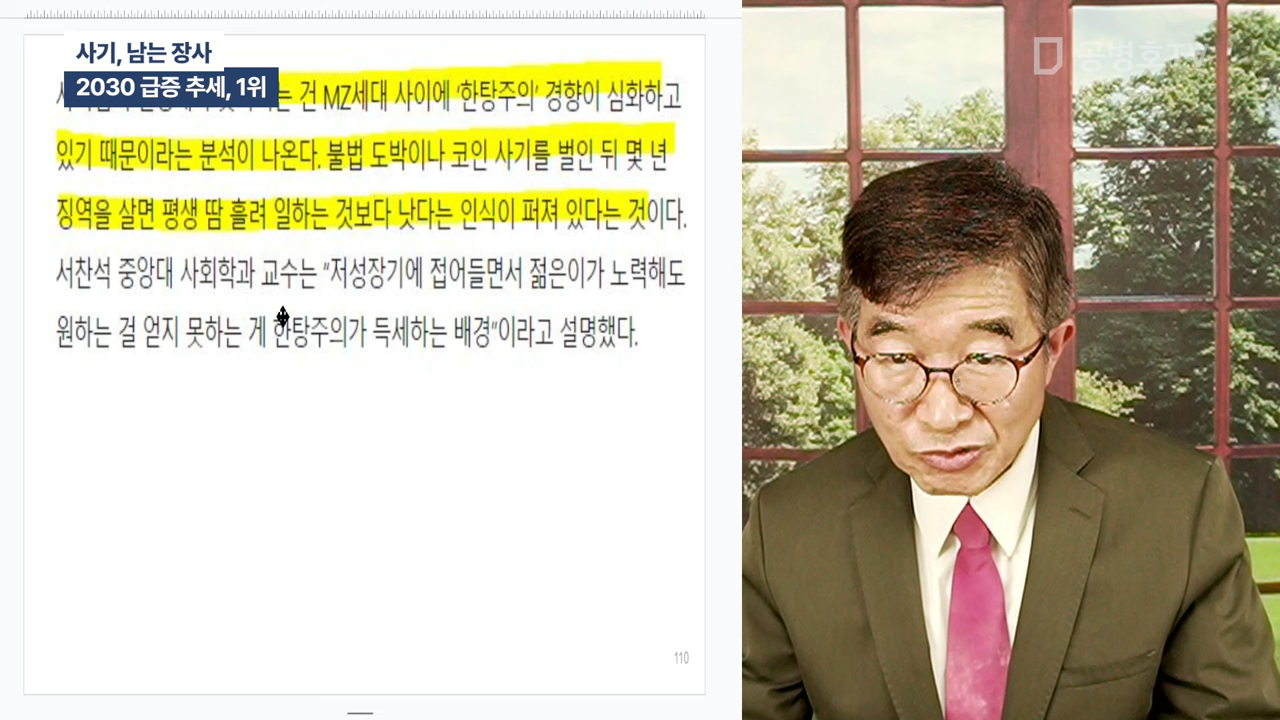 사기, 남는 장사
2030 급증 추세, 1위
건 MZ세대 사이에 '한탕주의' 경향이 심화하고
있기 때문이라는 분석이 나온다. 불법 도박이나 코인 사기를 벌인 뒤 몇 년
징역을 살면 평생 땀 흘려 일하는 것보다 낫다는 인식이 퍼져 있다는 것이다.
서찬석 중앙대 사회학과 교수는 “저성장기에 접어들면서 젊은이가 노력해도
원하는 걸 얻지 못하는 게 한탕주의가 득세하는 배경”이라고 설명했다.
110
공병호TV